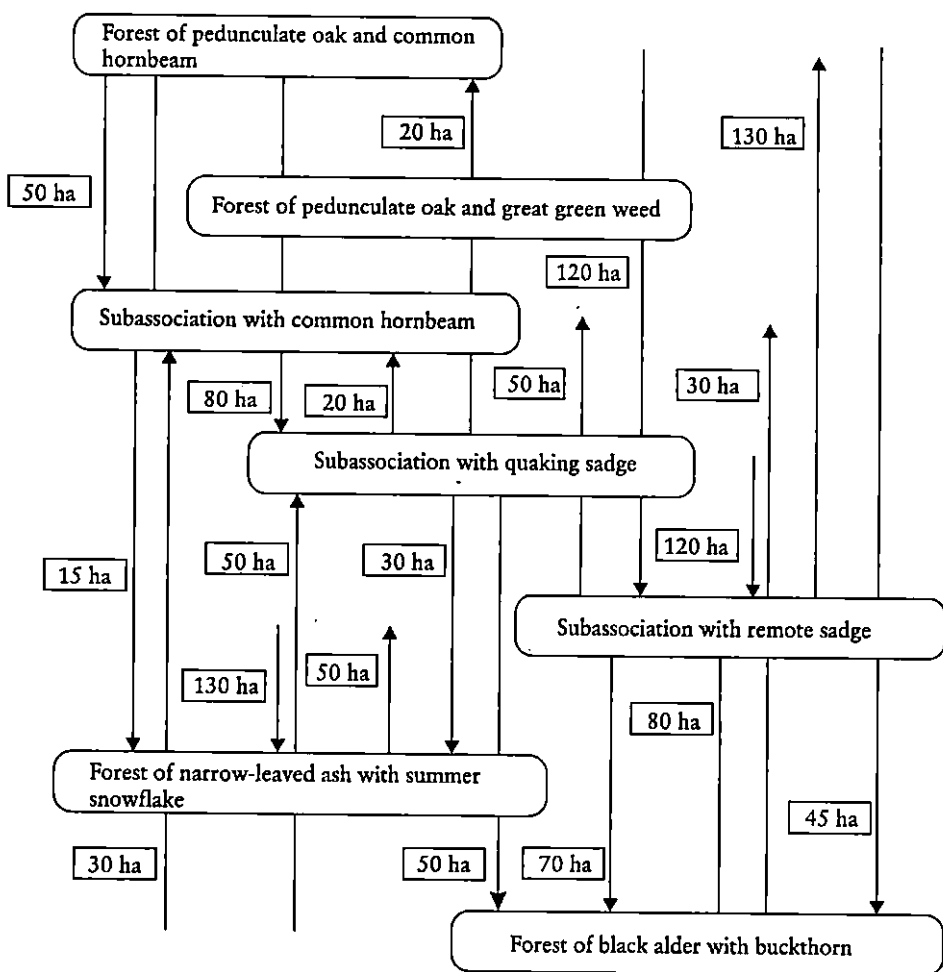 Forest of pedunculate oak and common
hornbeam
20 ha
130 ha
50 ha
Forest of pedunculate oak and great green weed
120 ha
Subassociation with common hornbeam
80 ha
20 ha
50 ha
30 ha
Subassociation with quaking sadge
15 ha
50 ha
30 ha
120 ha
Subassociation with remote sadge
130 ha
50 ha
80 ha
Forest of narrow-leaved ash with summer
snowflake
45 ha
30 ha
50 ha
70 ha
Forest of black alder with buckthorn